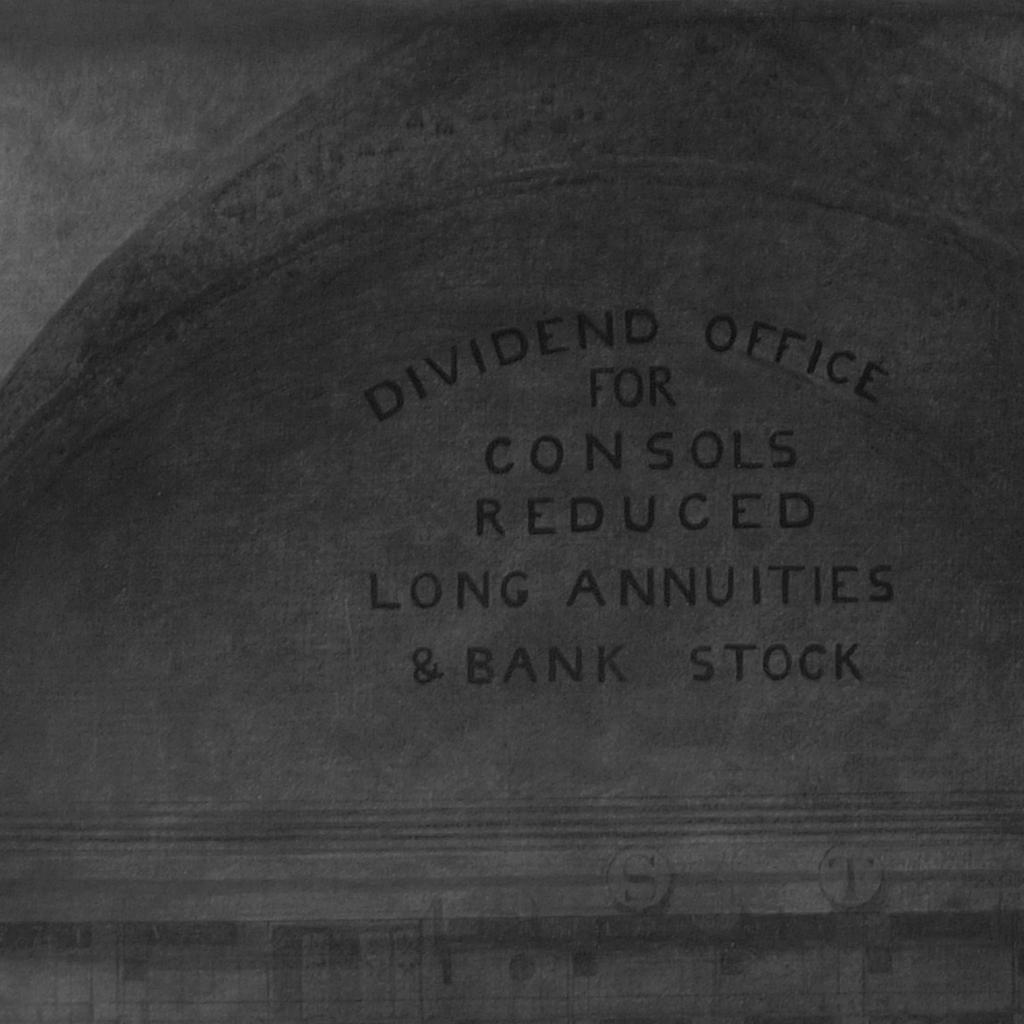 DIVIDEND OFFICE
FOR
CONSOLS
REDUCED
LONG ANNUITIES
& BANK STOCK
S T